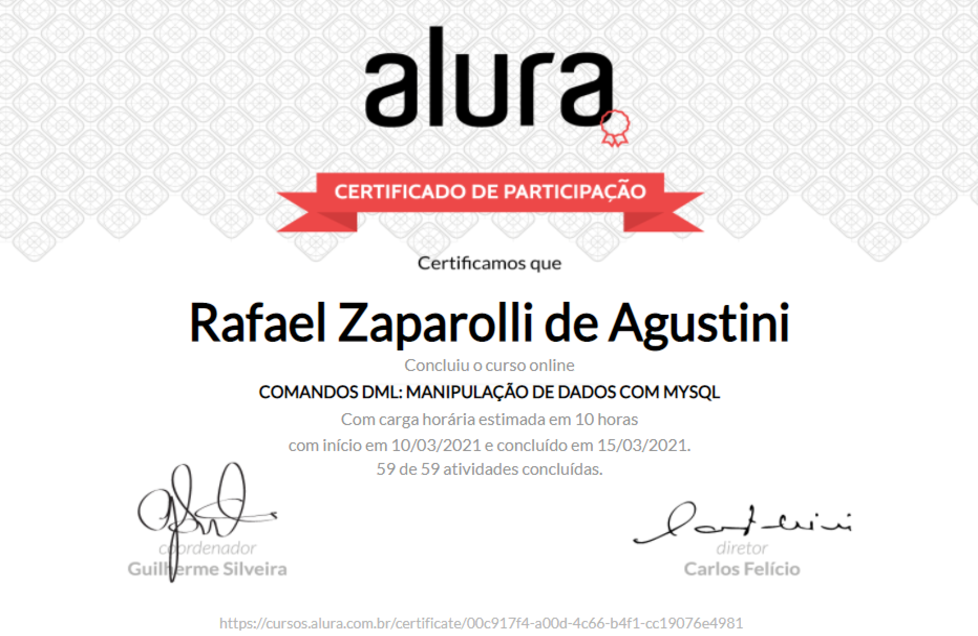 alura
CERTIFICADO DE PARTICIPAÇÃO
Certificamos que
Rafael Zaparolli de Agustini
Concluiu o curso online
COMANDOS DML: MANIPULAÇÃO DE DADOS COM MYSQL
Com carga horária estimada em 10 horas
com início em 10/03/2021 e concluído em 15/03/2021.
59 de 59 atividades concluídas.
coordenador
Guilherme Silveira
diretor
Carlos Felício
https://cursos.alura.com.br/certificate/00c917f4-a00d-4c66-b4f1-cc19076e4981